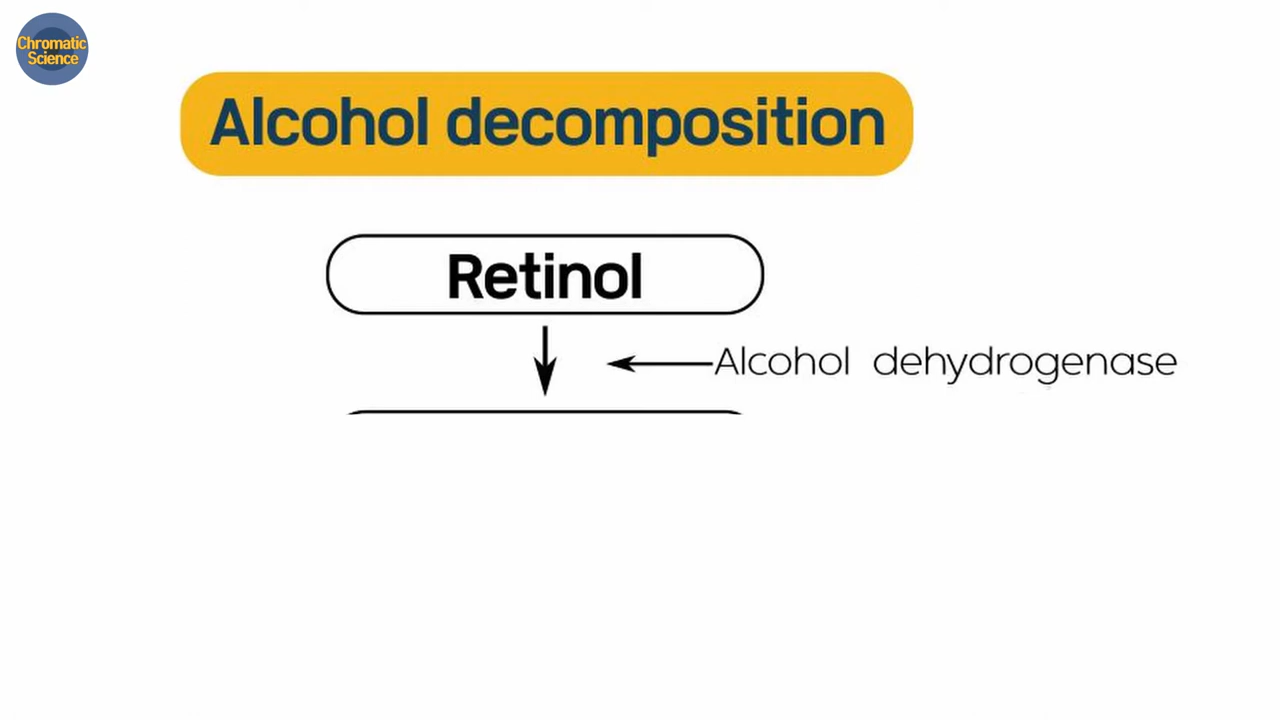 Chromatic
Science
Alcohol decomposition
Retinol
Alcohol dehydrogenase